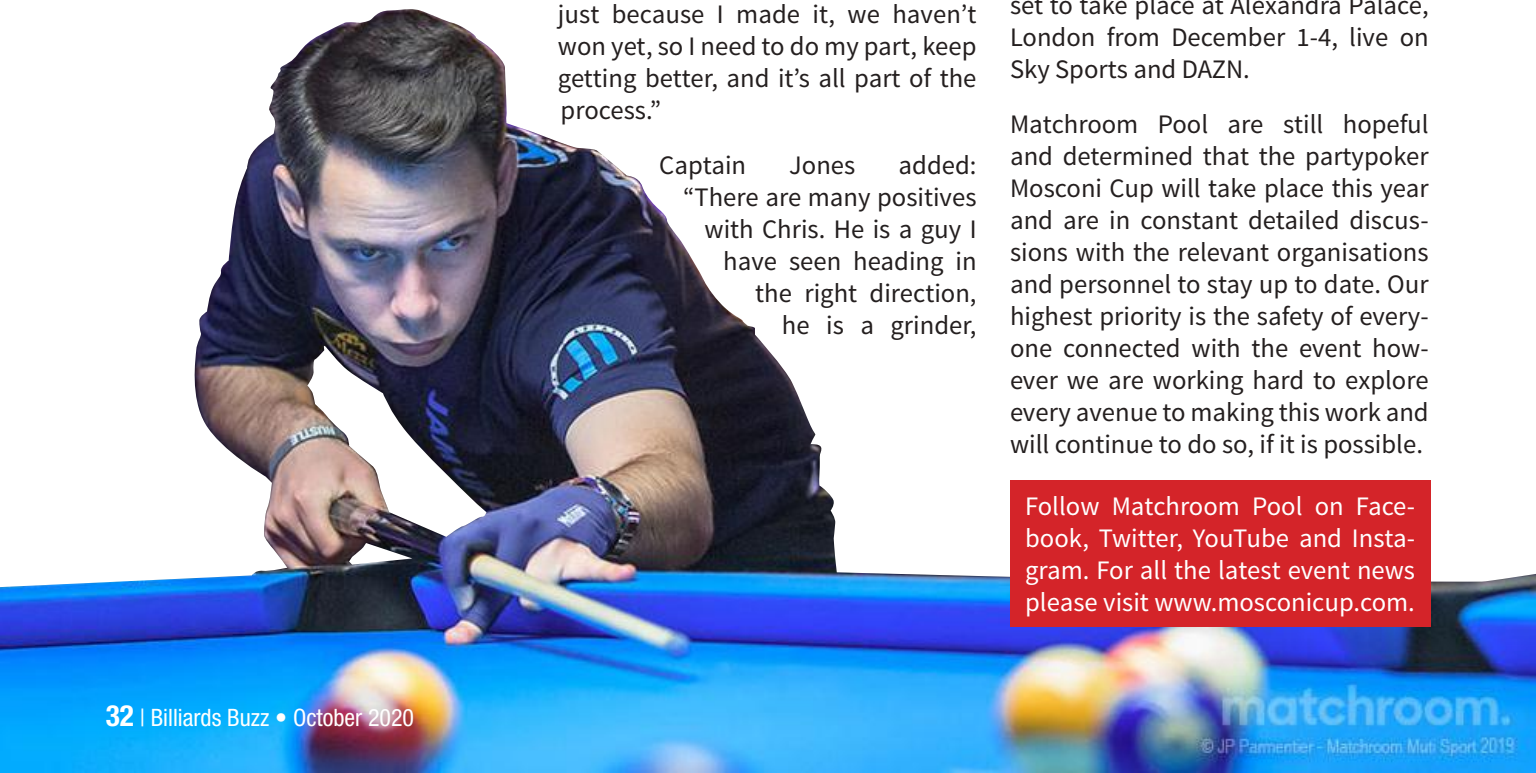 just because I made it, we haven't
won yet, so I need to do my part, keep
getting better, and it's all part of the
process.”
Captain Jones added:
“There are many positives
with Chris. He is a guy I
have seen heading in
the right direction,
he is a grinder,
set to take place at Alexandra Palace,
London from December 1-4, live on
Sky Sports and DAZN.
Matchroom Pool are still hopeful
and determined that the partypoker
Mosconi Cup will take place this year
and are in constant detailed discus-
sions with the relevant organisations
and personnel to stay up to date. Our
highest priority is the safety of every-
one connected with the event how-
ever we are working hard to explore
every avenue to making this work and
will continue to do so, if it is possible.
Follow Matchroom Pool on Face-
book, Twitter, YouTube and Insta-
gram. For all the latest event news
please visit www.mosconicup.com.
HUSTLE
JAM UP
32 | Billiards Buzz • October 2020
matchroom.
© JP Parmentier - Matchroom Muti Sport 2019